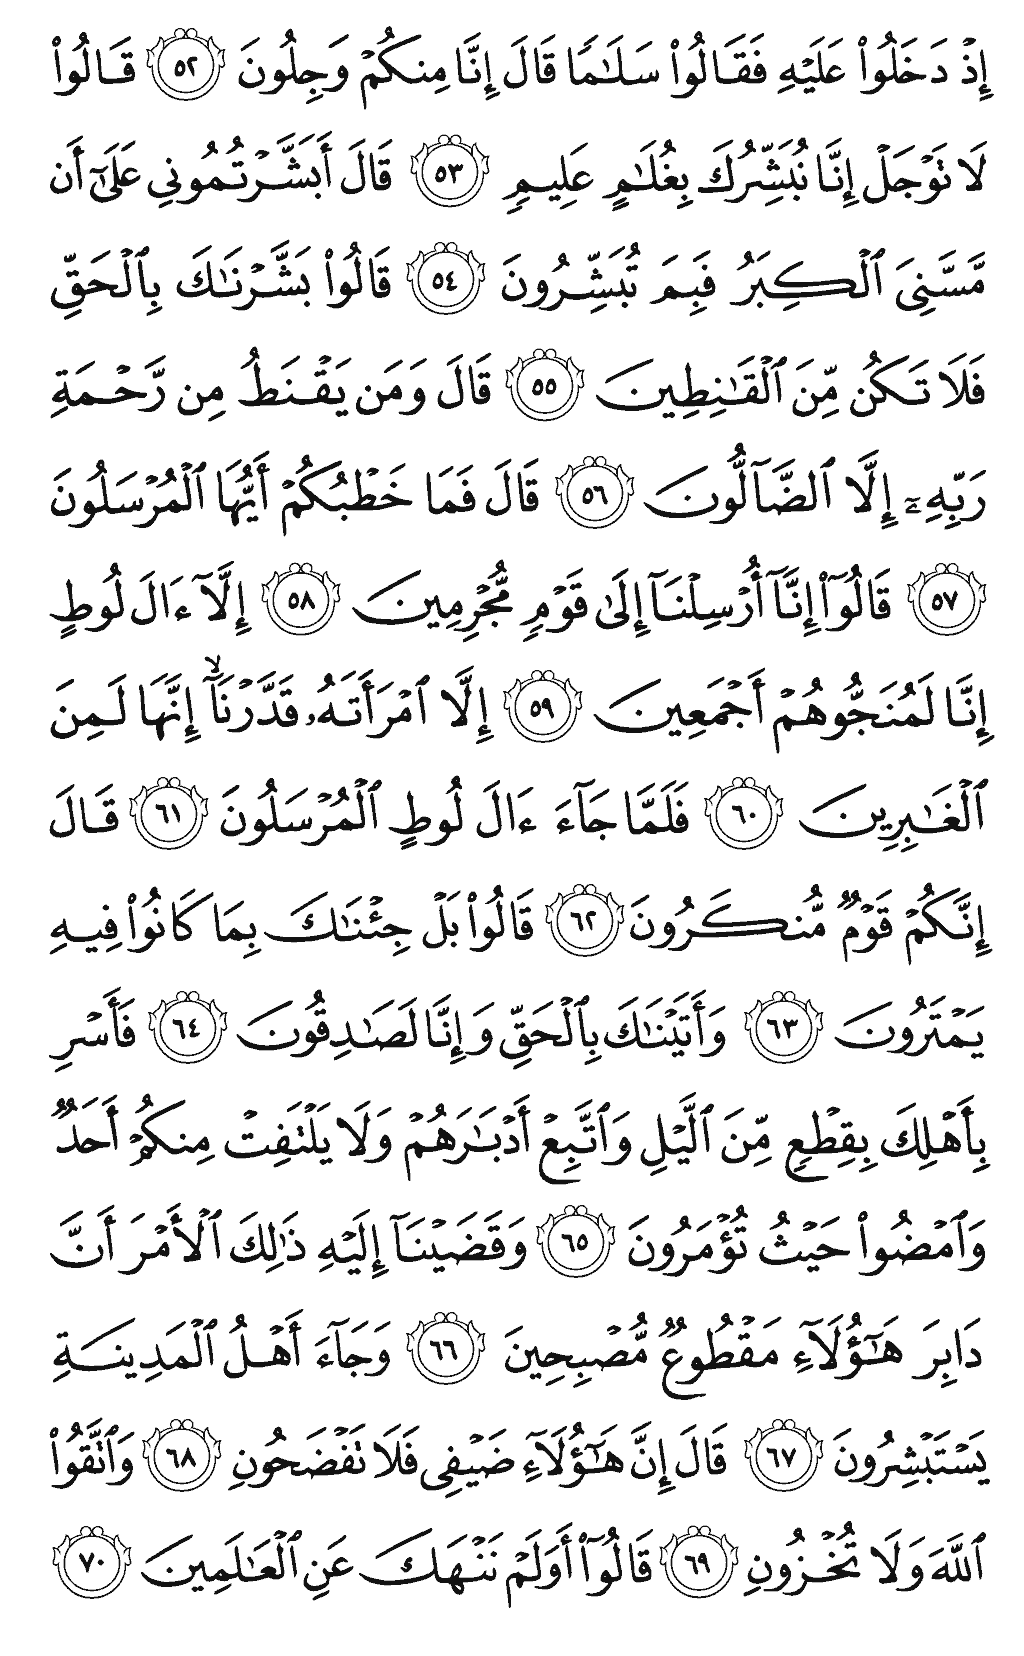 إِذْ دَخَلُوا۟ عَلَيْهِ فَقَالُوا۟ سَلَـٰمًا قَالَ إِنَّا مِنكُمْ وَجِلُونَ ٥٢ قَالُوا۟
لَا تَوْجَلْ إِنَّا نُبَشِّرُكَ بِغُلَـٰمٍ عَلِيمٍ ٥٣ قَالَ أَبَشَّرْتُمُونِى عَلَىٰٓ أَن
مَّسَّنِىَ ٱلْكِبَرُ فَبِمَ تُبَشِّرُونَ ٥٤ قَالُوا۟ بَشَّرْنَـٰكَ بِٱلْحَقِّ
فَلَا تَكُن مِّنَ ٱلْقَـٰنِطِينَ ٥٥ قَالَ وَمَن يَقْنَطُ مِن رَّحْمَةِ
رَبِّهِۦٓ إِلَّا ٱلضَّآلُّونَ ٥٦ قَالَ فَمَا خَطْبُكُمْ أَيُّهَا ٱلْمُرْسَلُونَ
٥٧ قَالُوٓا۟ إِنَّآ أُرْسِلْنَآ إِلَىٰ قَوْمٍ مُّجْرِمِينَ ٥٨ إِلَّآ ءَالَ لُوطٍ
إِنَّا لَمُنَجُّوهُمْ أَجْمَعِينَ ٥٩ إِلَّا ٱمْرَأَتَهُۥ قَدَّرْنَآ ۙ إِنَّهَا لَمِنَ
ٱلْغَـٰبِرِينَ ٦٠ فَلَمَّا جَآءَ ءَالَ لُوطٍ ٱلْمُرْسَلُونَ ٦١ قَالَ
إِنَّكُمْ قَوْمٌ مُّنكَرُونَ ٦٢ قَالُوا۟ بَلْ جِئْنَـٰكَ بِمَا كَانُوا۟ فِيهِ
يَمْتَرُونَ ٦٣ وَأَتَيْنَـٰكَ بِٱلْحَقِّ وَإِنَّا لَصَـٰدِقُونَ ٦٤ فَأَسْرِ
بِأَهْلِكَ بِقِطْعٍ مِّنَ ٱلَّيْلِ وَٱتَّبِعْ أَدْبَـٰرَهُمْ وَلَا يَلْتَفِتْ مِنكُمْ أَحَدٌ
وَٱمْضُوا۟ حَيْثُ تُؤْمَرُونَ ٦٥ وَقَضَيْنَآ إِلَيْهِ ذَٰلِكَ ٱلْأَمْرَ أَنَّ
دَابِرَ هَـٰٓؤُلَآءِ مَقْطُوعٌ مُّصْبِحِينَ ٦٦ وَجَآءَ أَهْلُ ٱلْمَدِينَةِ
يَسْتَبْشِرُونَ ٦٧ قَالَ إِنَّ هَـٰٓؤُلَآءِ ضَيْفِى فَلَا تَفْضَحُونِ ٦٨ وَٱتَّقُوا۟
ٱللَّهَ وَلَا تُخْزُونِ ٦٩ قَالُوٓا۟ أَوَلَمْ نَنْهَكَ عَنِ ٱلْعَـٰلَمِينَ ٧٠